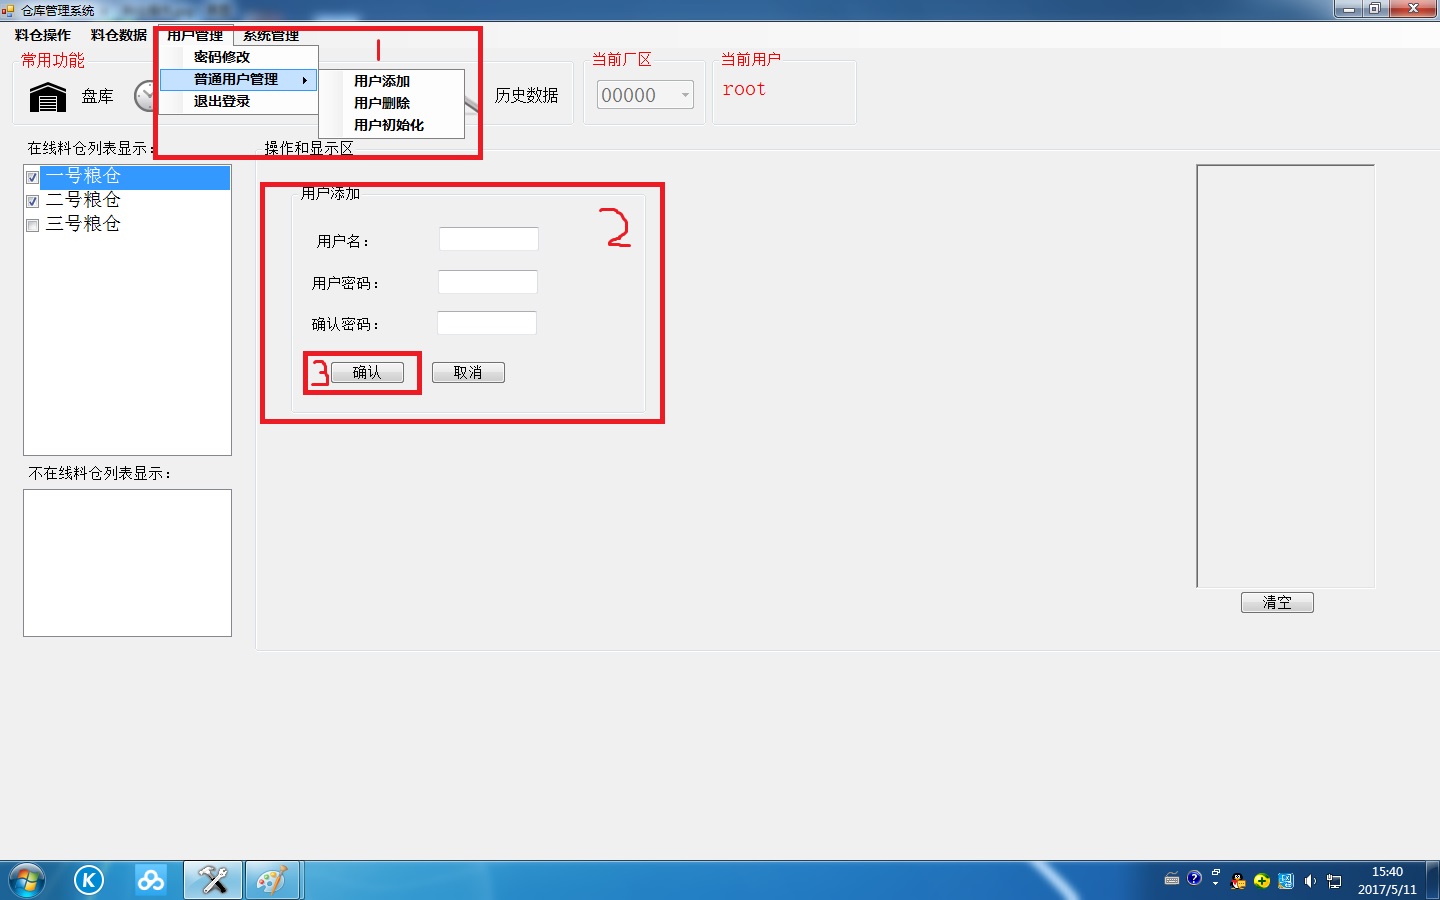 仓库管理系统
料仓操作 料仓数据 用户管理 系统管理
密码修改
普通用户管理
退出登录
用户添加
用户删除
用户初始化
1
常用功能
盘库
历史数据
当前厂区
00000
当前用户
root
在线料仓列表显示：
一号粮仓
二号粮仓
三号粮仓
不在线料仓列表显示：
操作和显示区
用户添加
2
用户名：
用户密码：
确认密码：
3 确认 取消
清空
K
15:40
2017/5/11